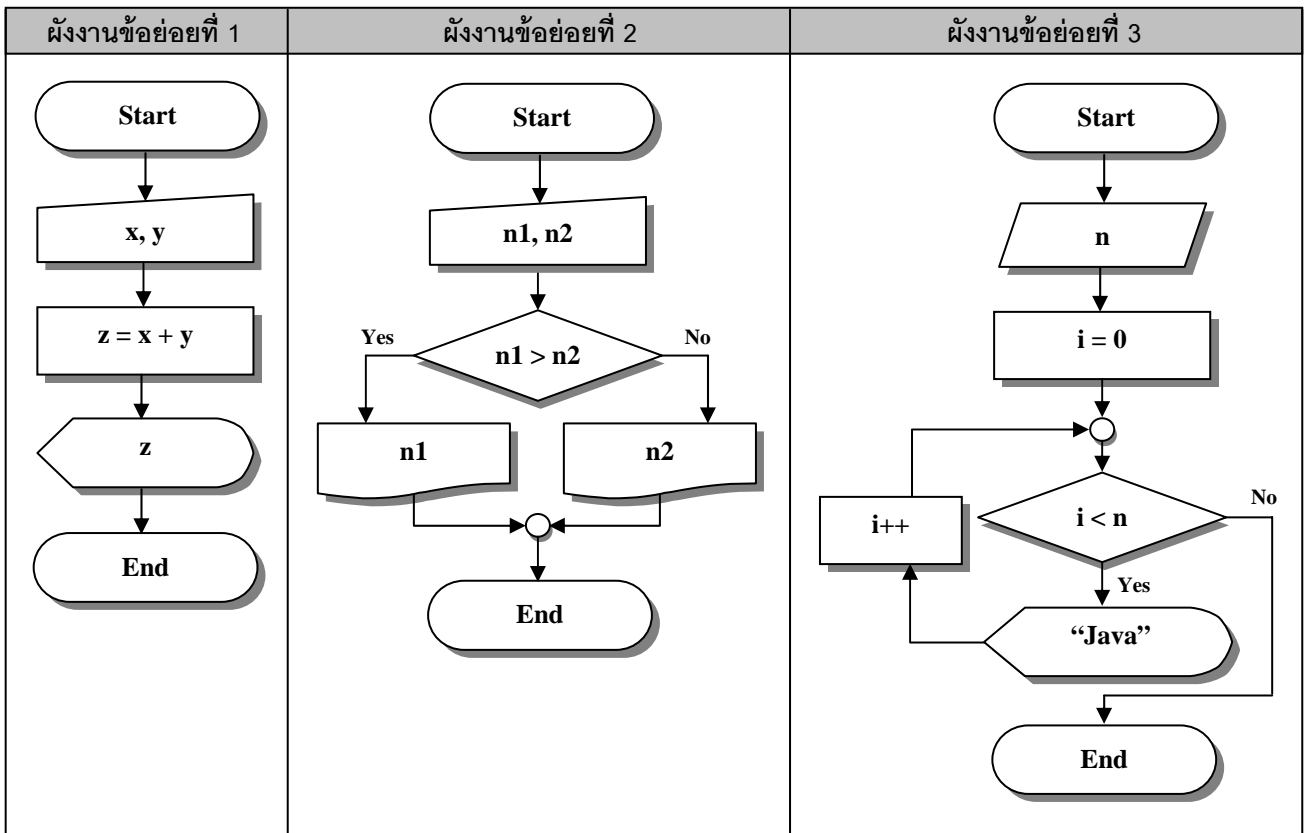 ผังงานข้อย่อยที่ 1
ผังงานข้อย่อยที่ 2
ผังงานข้อย่อยที่ 3
Start
x, y
z = x + y
z
End
Start
n1, n2
Yes
n1 > n2
No
n1
n2
End
Start
n
i = 0
i++
i < n
No
Yes
“Java”
End